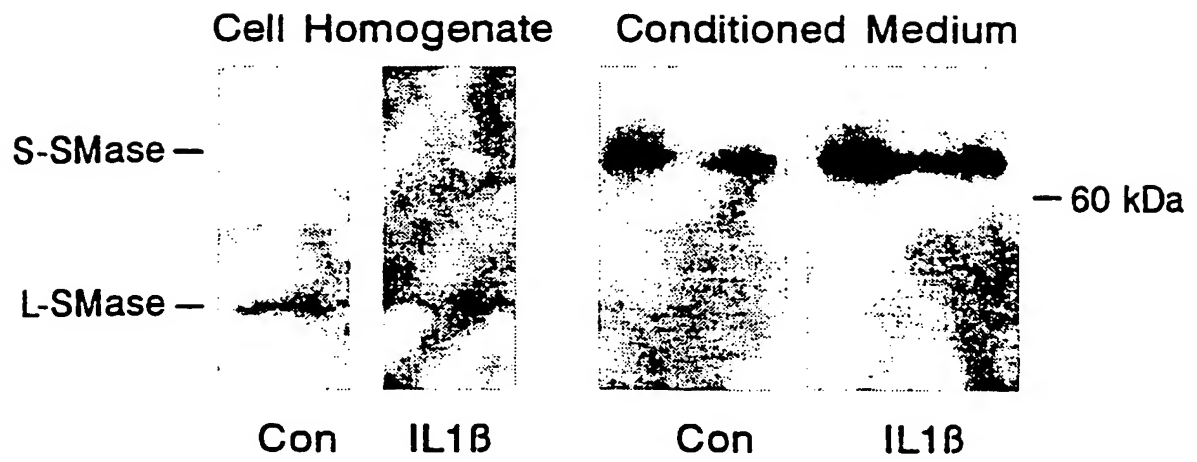 Cell Homogenate
Conditioned Medium
S-SMase
60 kDa
L-SMase
Con
IL1β
Con
IL1β